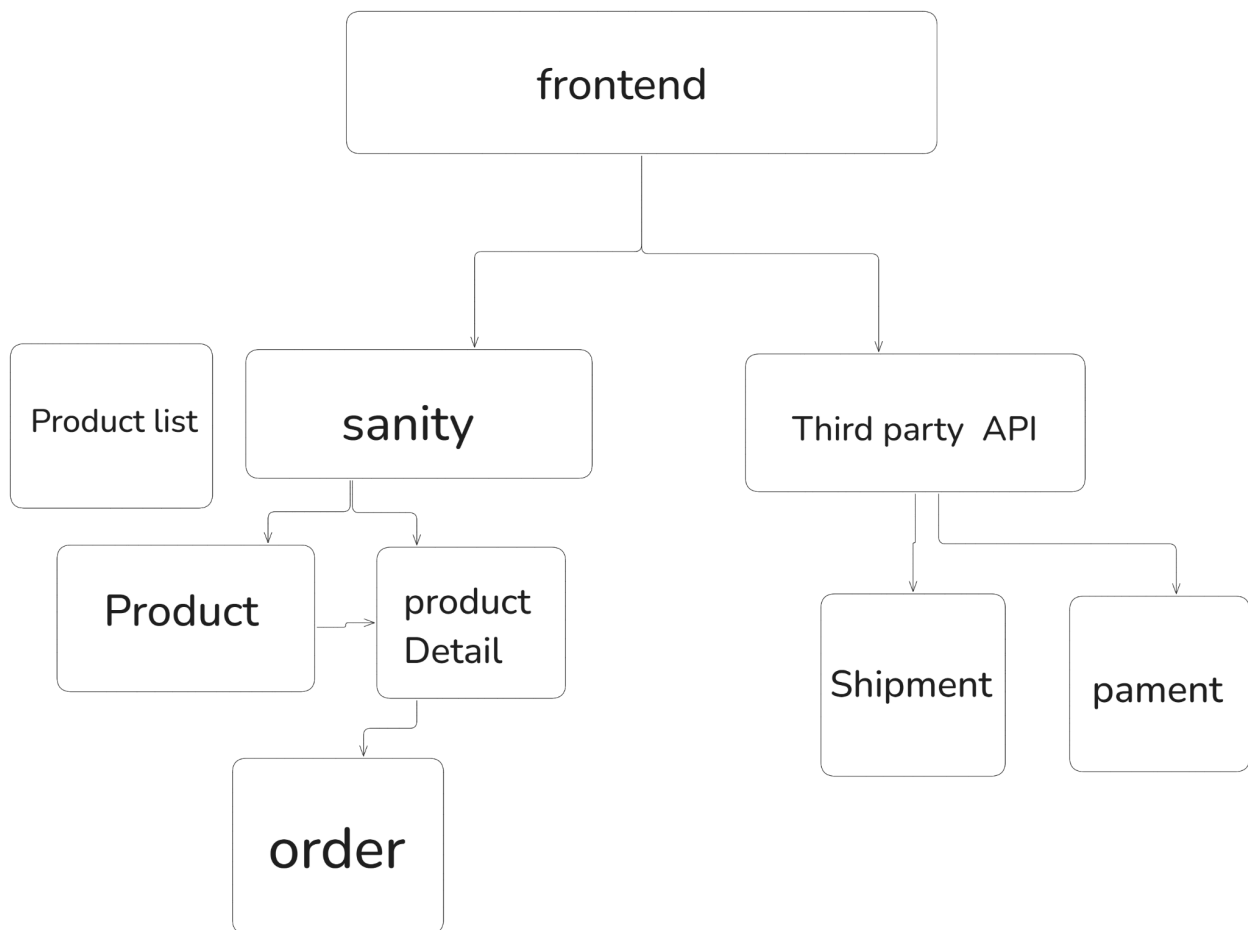 frontend
Product list
sanity
Third party API
Product
product
Detail
Shipment
pament
order